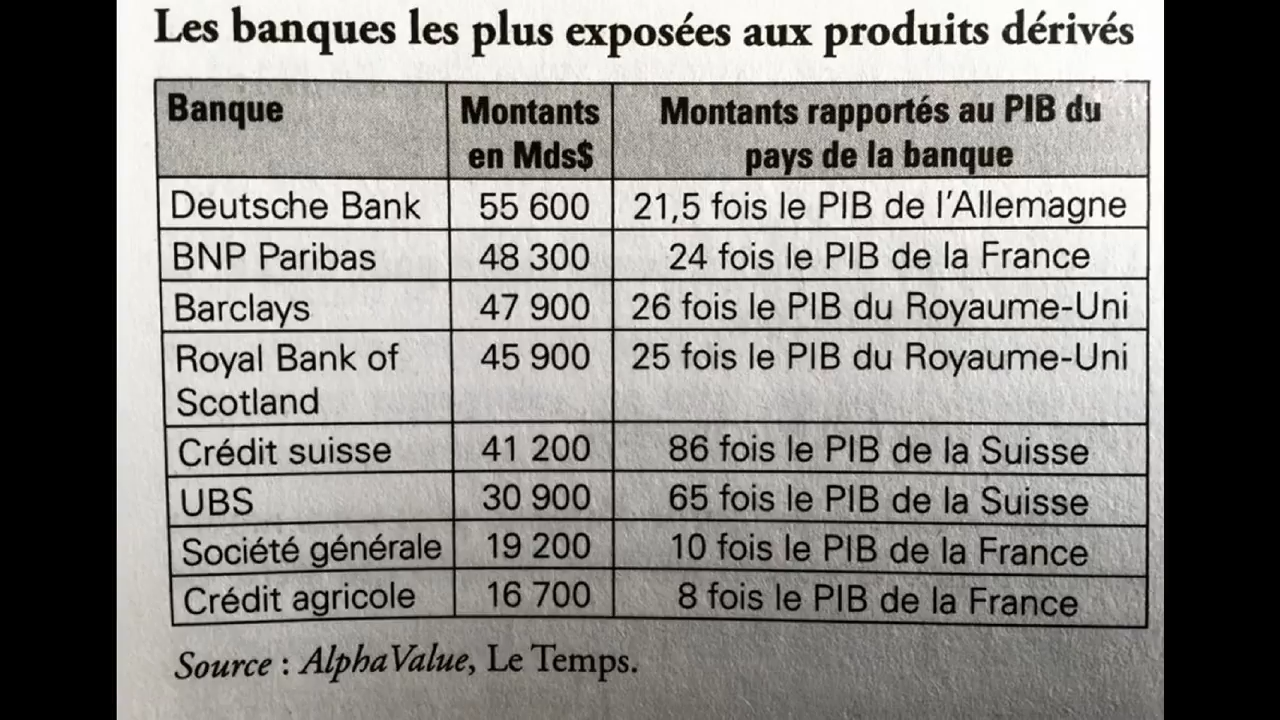 Les banques les plus exposées aux produits dérivés
Banque Montants en Mds$ Montants rapportés au PIB du pays de la banque
Deutsche Bank 55 600 21,5 fois le PIB de l'Allemagne
BNP Paribas 48 300 24 fois le PIB de la France
Barclays 47 900 26 fois le PIB du Royaume-Uni
Royal Bank of Scotland 45 900 25 fois le PIB du Royaume-Uni
Crédit suisse 41 200 86 fois le PIB de la Suisse
UBS 30 900 65 fois le PIB de la Suisse
Société générale 19 200 10 fois le PIB de la France
Crédit agricole 16 700 8 fois le PIB de la France
Source : AlphaValue, Le Temps.